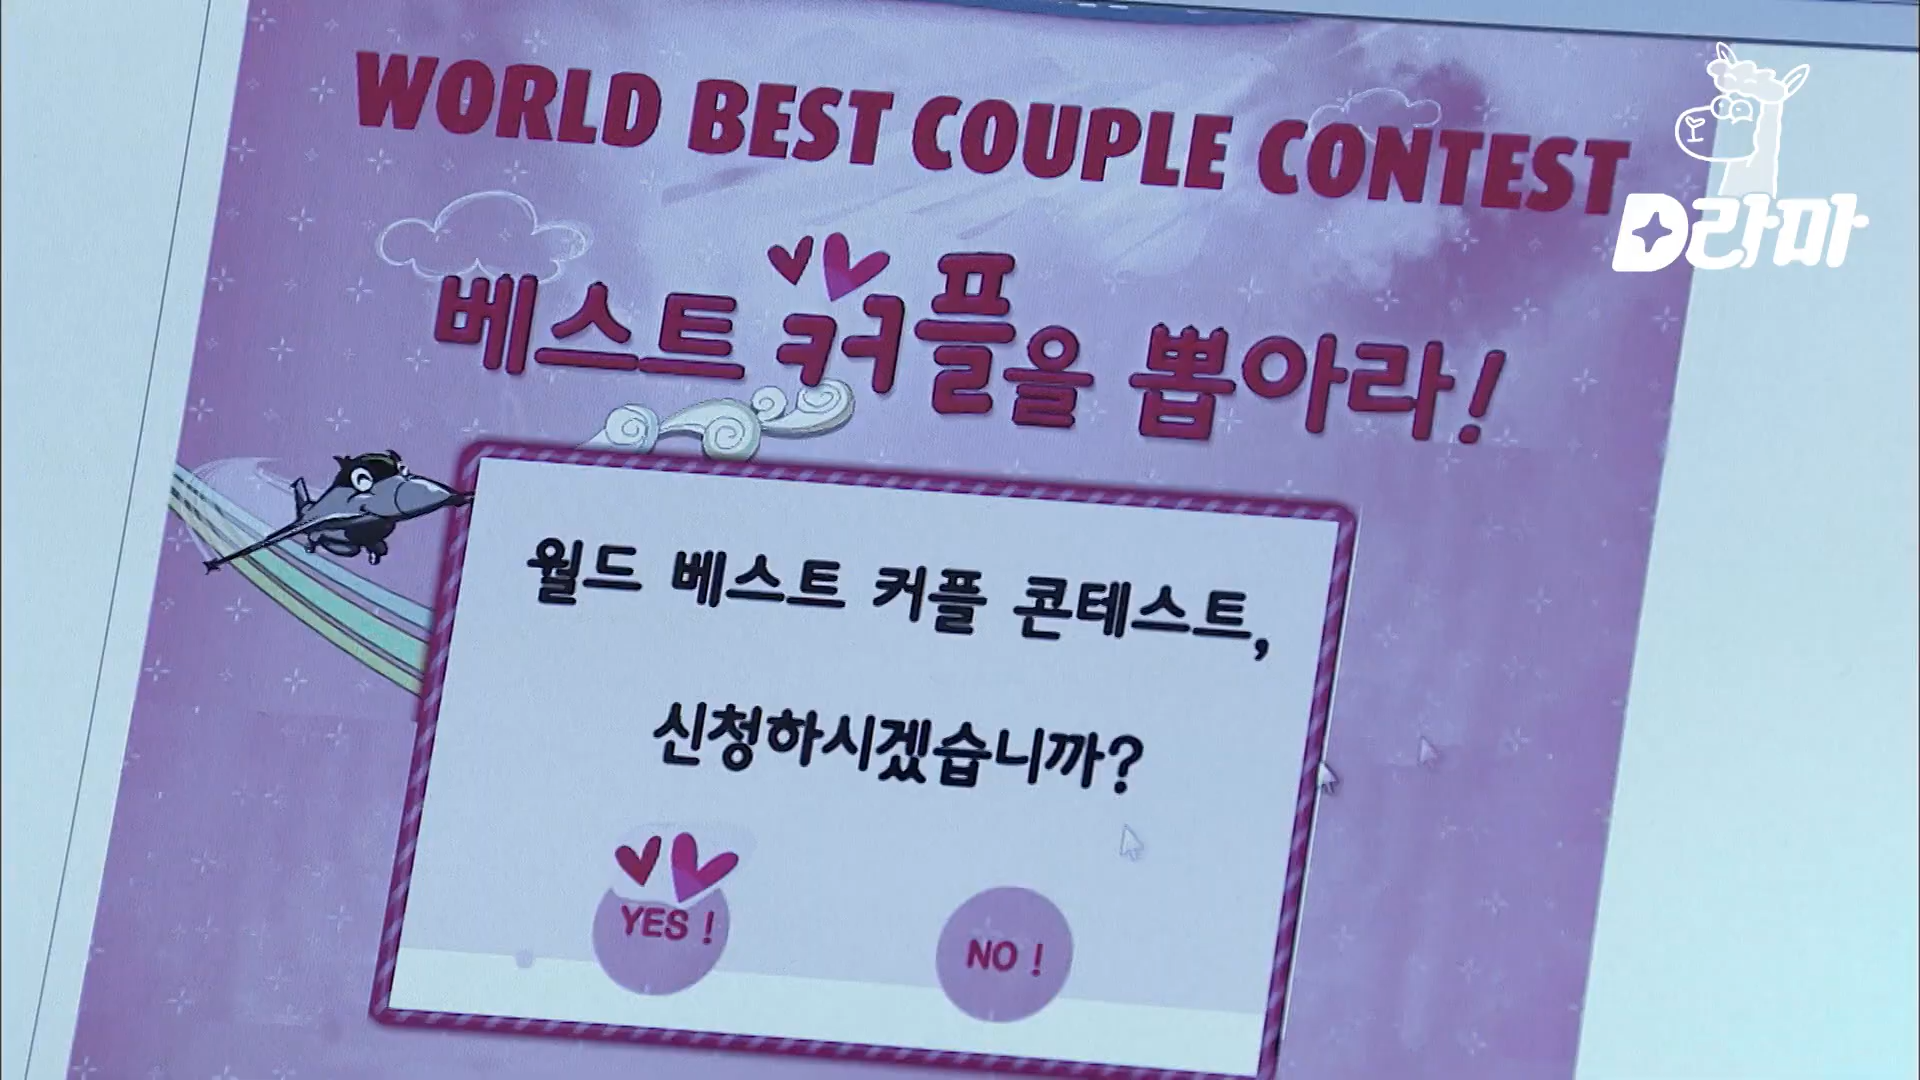 WORLD BEST COUPLE CONTEST
D라마
베스트 커플을 뽑아라!
월드 베스트 커플 콘테스트,
신청하시겠습니까?
YES !
NO !